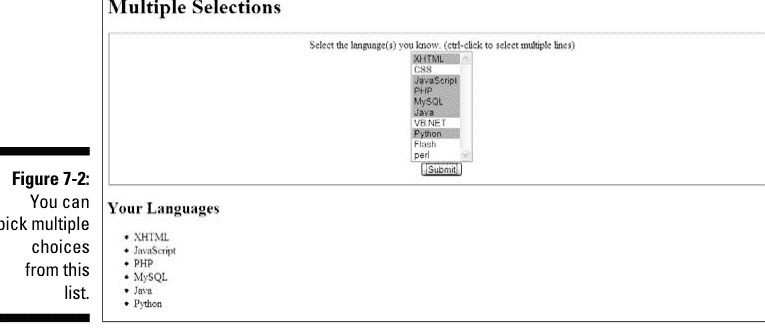 Multiple Selections
Select the language(s) you know. (ctrl-click to select multiple lines)
XHTML
CSS
JavaScript
PHP
MySQL
Java
VB.NET
Python
Flash
perl
Submit
Figure 7-2:
You can
pick multiple
choices
from this
list.
Your Languages
• XHTML
• JavaScript
• PHP
• MySQL
• Java
• Python